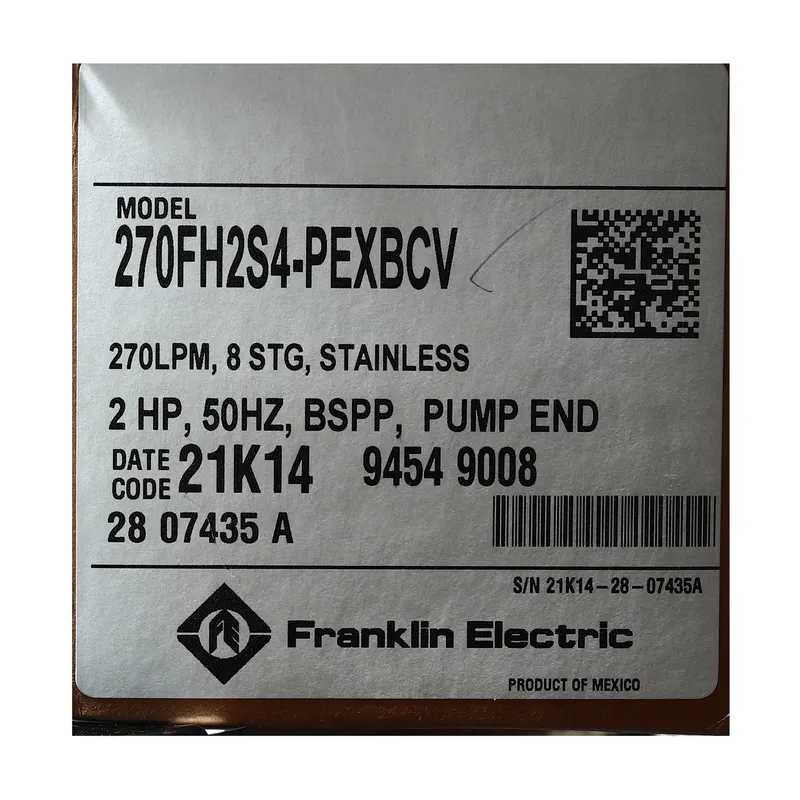 MODEL
270FH2S4-PEXBCV
270LPM, 8 STG, STAINLESS
2 HP, 50HZ, BSPP, PUMP END
DATE CODE 21K14 9454 9008
28 07435 A
S/N 21K14-28-07435A
FE Franklin Electric
PRODUCT OF MEXICO